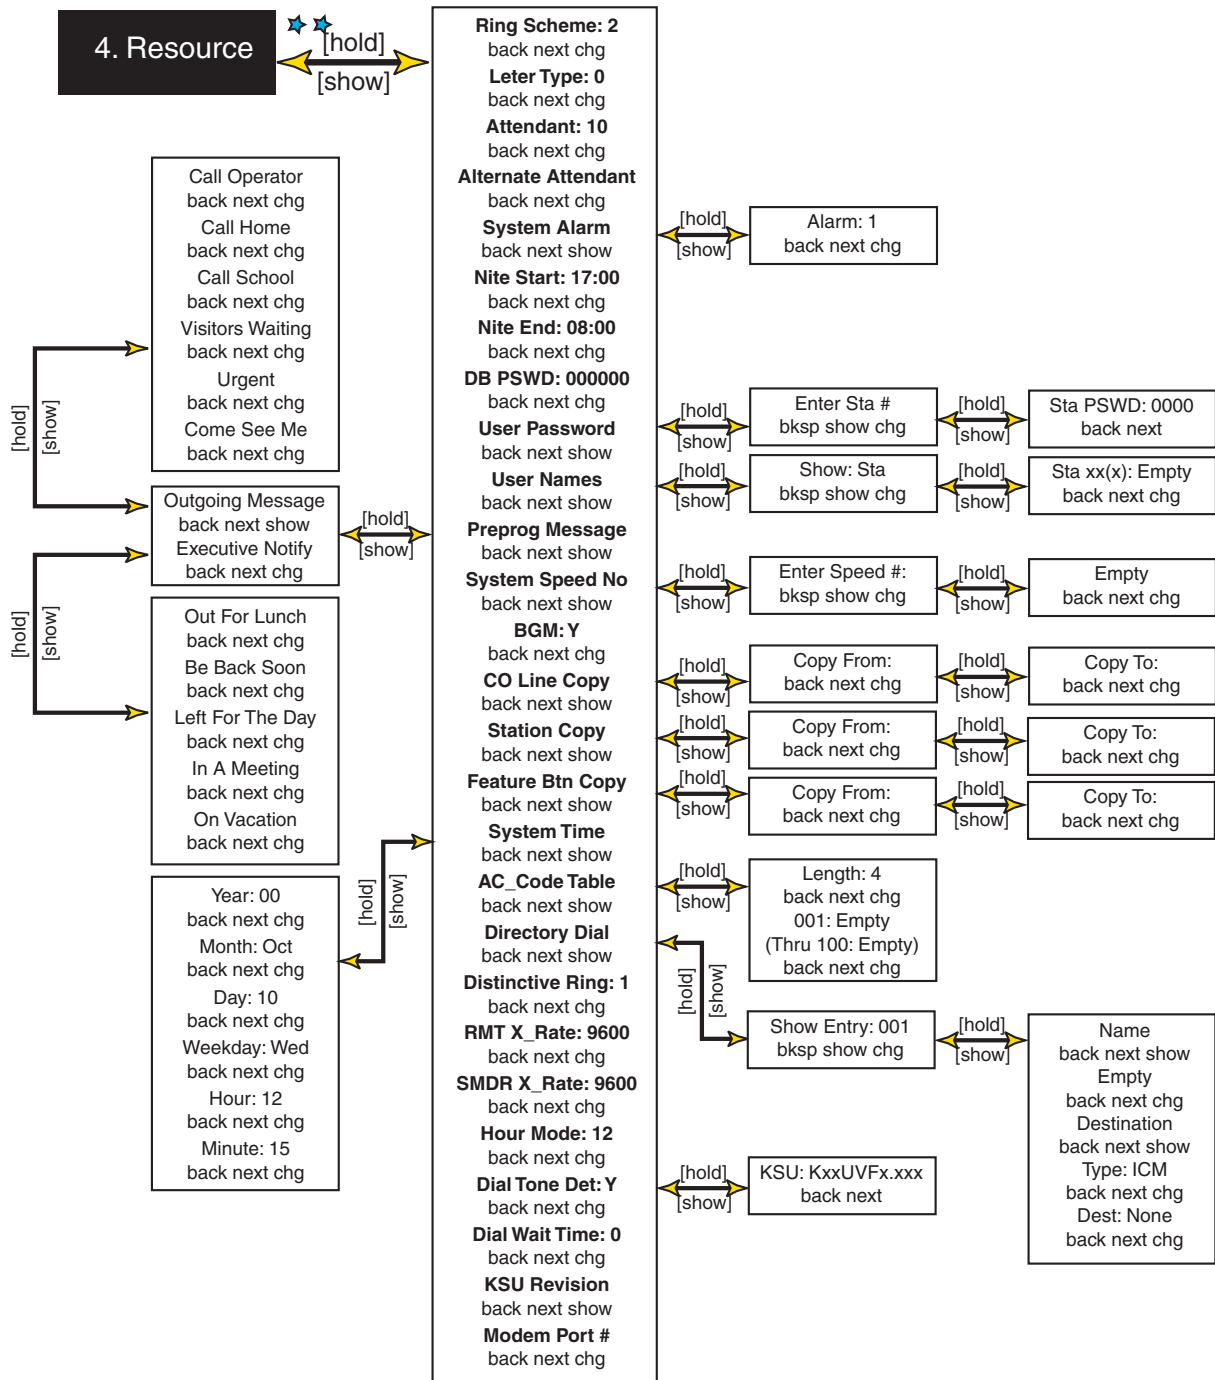 4. Resource
[hold]
[show]
Ring Scheme: 2
back next chg
Leter Type: 0
back next chg
Attendant: 10
back next chg
Alternate Attendant
back next chg
System Alarm
back next show
Nite Start: 17:00
back next chg
Nite End: 08:00
back next chg
DB PSWD: 000000
back next chg
User Password
back next show
User Names
back next show
Preprog Message
back next show
System Speed No
back next show
BGM: Y
back next chg
CO Line Copy
back next show
Station Copy
back next show
Feature Btn Copy
back next show
System Time
back next show
AC_Code Table
back next show
Directory Dial
back next show
Distinctive Ring: 1
back next chg
RMT X_Rate: 9600
back next chg
SMDR X_Rate: 9600
back next chg
Hour Mode: 12
back next chg
Dial Tone Det: Y
back next chg
Dial Wait Time: 0
back next chg
KSU Revision
back next show
Modem Port #
back next chg
Call Operator
back next chg
Call Home
back next chg
Call School
back next chg
Visitors Waiting
back next chg
Urgent
back next chg
Come See Me
back next chg
[hold]
[show]
Outgoing Message
back next show
Executive Notify
back next chg
[hold]
[show]
[hold]
[show]
Out For Lunch
back next chg
Be Back Soon
back next chg
Left For The Day
back next chg
In A Meeting
back next chg
On Vacation
back next chg
Year: 00
back next chg
Month: Oct
back next chg
Day: 10
back next chg
Weekday: Wed
back next chg
Hour: 12
back next chg
Minute: 15
back next chg
[hold]
[show]
[hold]
[show]
Alarm: 1
back next chg
[hold]
[show]
Enter Sta #
bksp show chg
[hold]
[show]
Sta PSWD: 0000
back next
[hold]
[show]
Show: Sta
bksp show chg
[hold]
[show]
Sta xx(x): Empty
back next chg
[hold]
[show]
Enter Speed #:
bksp show chg
[hold]
[show]
Empty
back next chg
[hold]
[show]
Copy From:
back next chg
[hold]
[show]
Copy To:
back next chg
[hold]
[show]
Copy From:
back next chg
[hold]
[show]
Copy To:
back next chg
[hold]
[show]
Copy From:
back next chg
[hold]
[show]
Copy To:
back next chg
[hold]
[show]
Length: 4
back next chg
001: Empty
(Thru 100: Empty)
back next chg
[hold]
[show]
Show Entry: 001
bksp show chg
[hold]
[show]
Name
back next show
Empty
back next chg
Destination
back next show
Type: ICM
back next chg
Dest: None
back next chg
[hold]
[show]
KSU: KxxUVFx.xxx
back next